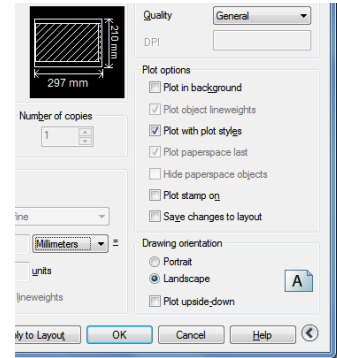 Quality
General
DPI
210 mm
297 mm
Plot options
Plot in background
Plot object lineweights
Plot with plot styles
Plot paperspace last
Hide paperspace objects
Plot stamp on
Save changes to layout
Number of copies
1
Millimeters
=
units
lineweights
Drawing orientation
Portrait
Landscape
Plot upside-down
A
to Layout
OK
Cancel
Help